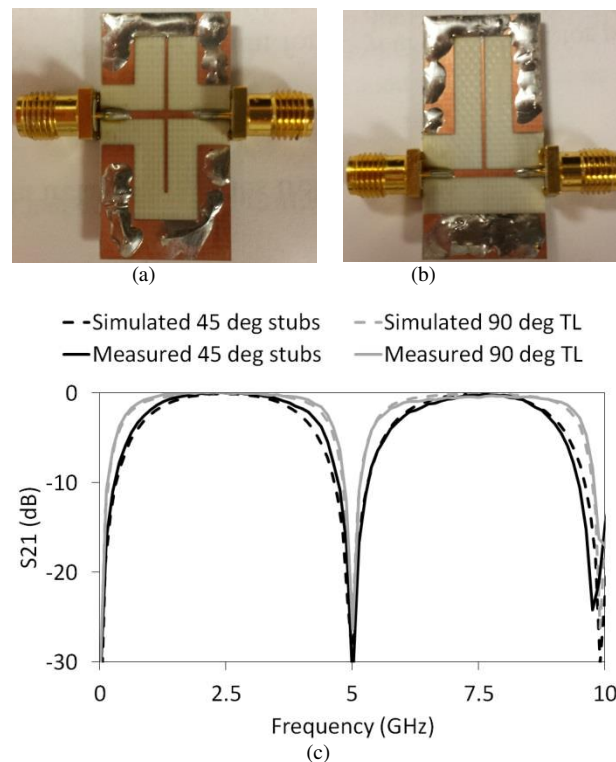 (a)
(b)
Simulated 45 deg stubs
Simulated 90 deg TL
Measured 45 deg stubs
Measured 90 deg TL
S21 (dB)
0
-10
-20
-30
0
2.5
5
7.5
10
Frequency (GHz)
(c)